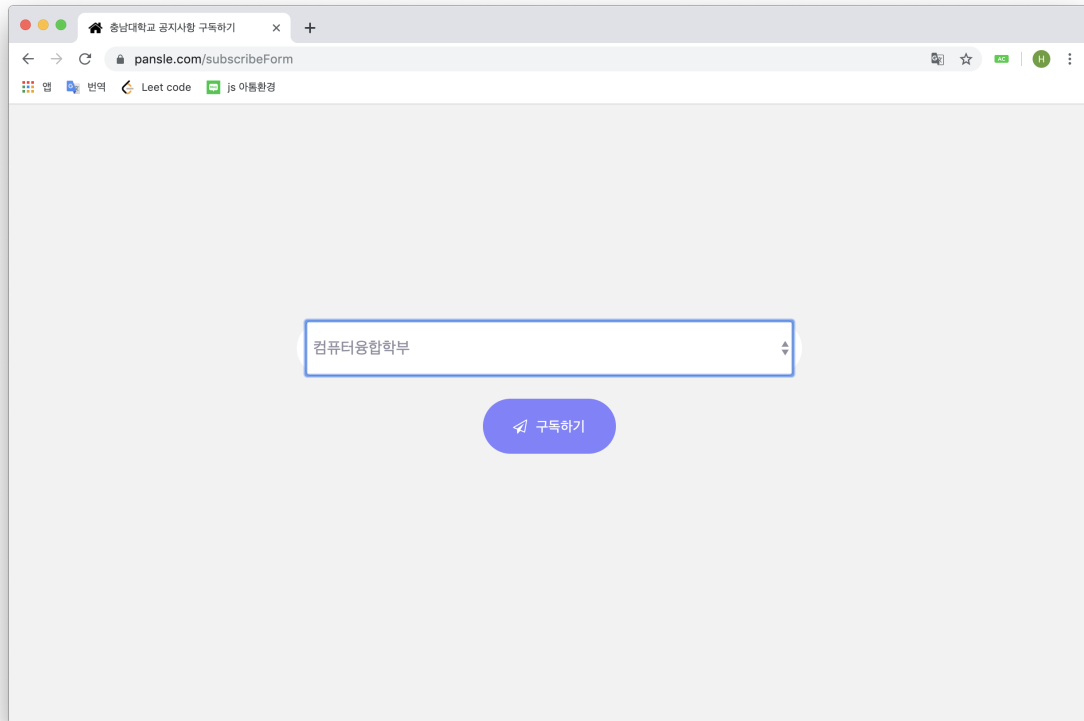 충남대학교 공지사항 구독하기
pansle.com/subscribeForm
AC
H
앱 번역 Leet code js 아톰환경
컴퓨터융합학부
구독하기